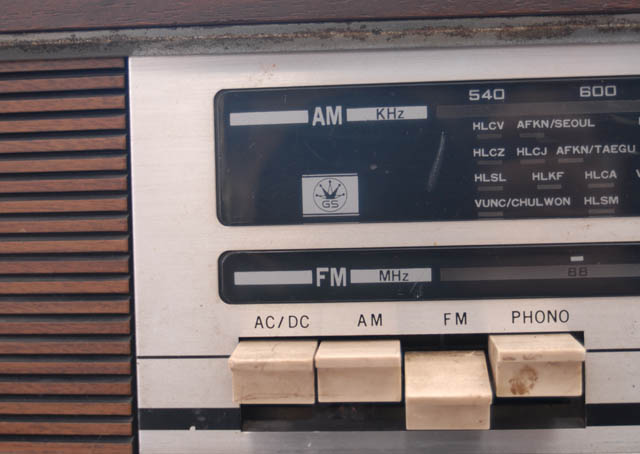 540 600
AM KHz
HLCV AFKN/SEOUL
HLCZ HLCJ AFKN/TAEGU
HLSL HLKF HLCA
VUNC/CHULWON HLSM
GS
FM MHz 88
AC/DC AM FM PHONO